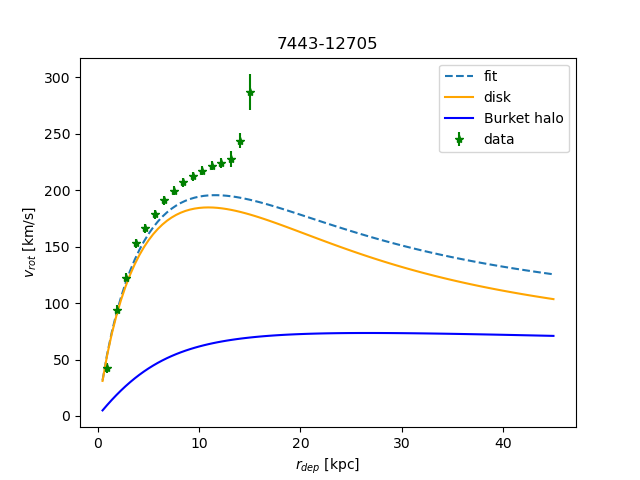 7443-12705
fit
disk
Burket halo
data
300
250
200
150
100
50
0
v_rot [km/s]
0 10 20 30 40
r_dep [kpc]